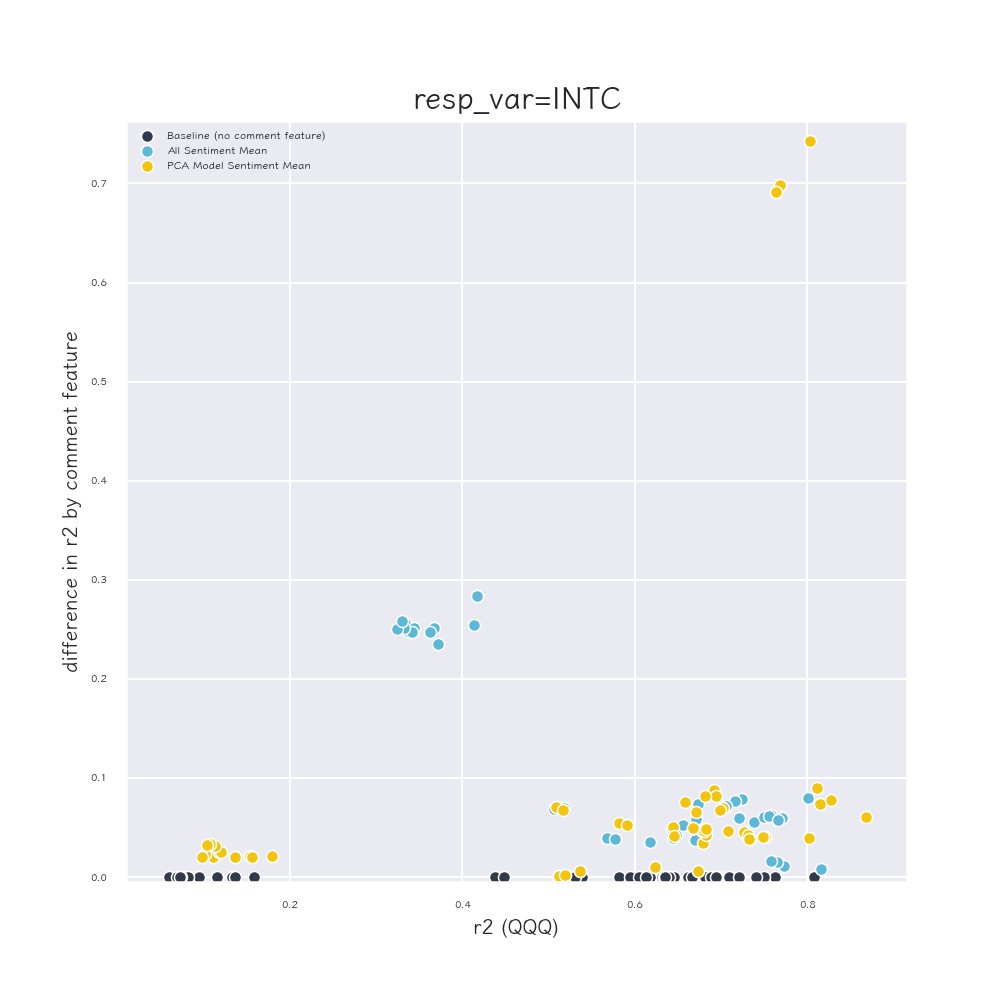 resp_var=INTC
Baseline (no comment feature)
All Sentiment Mean
PCA Model Sentiment Mean
difference in r2 by comment feature
0.7
0.6
0.5
0.4
0.3
0.2
0.1
0.0
0.2 0.4 0.6 0.8
r2 (QQQ)